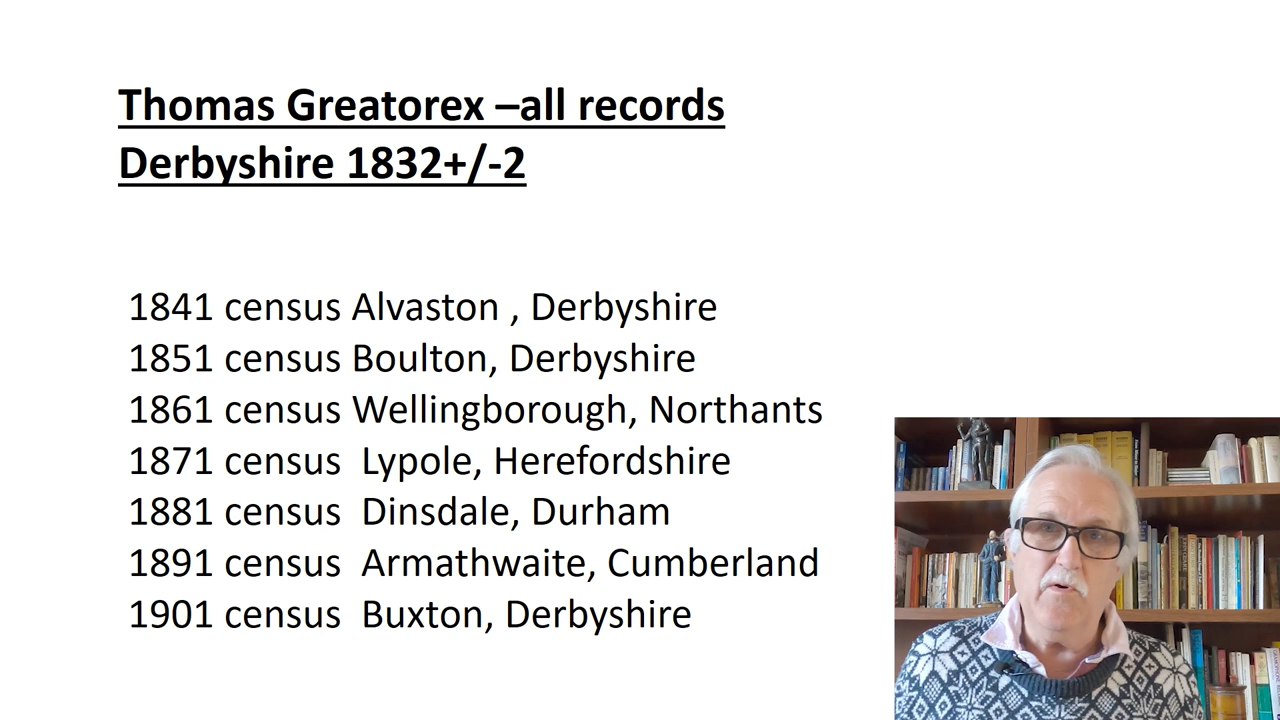 Thomas Greatorex –all records
Derbyshire 1832+/-2
1841 census Alvaston , Derbyshire
1851 census Boulton, Derbyshire
1861 census Wellingborough, Northants
1871 census  Lypole, Herefordshire
1881 census  Dinsdale, Durham
1891 census  Armathwaite, Cumberland
1901 census  Buxton, Derbyshire